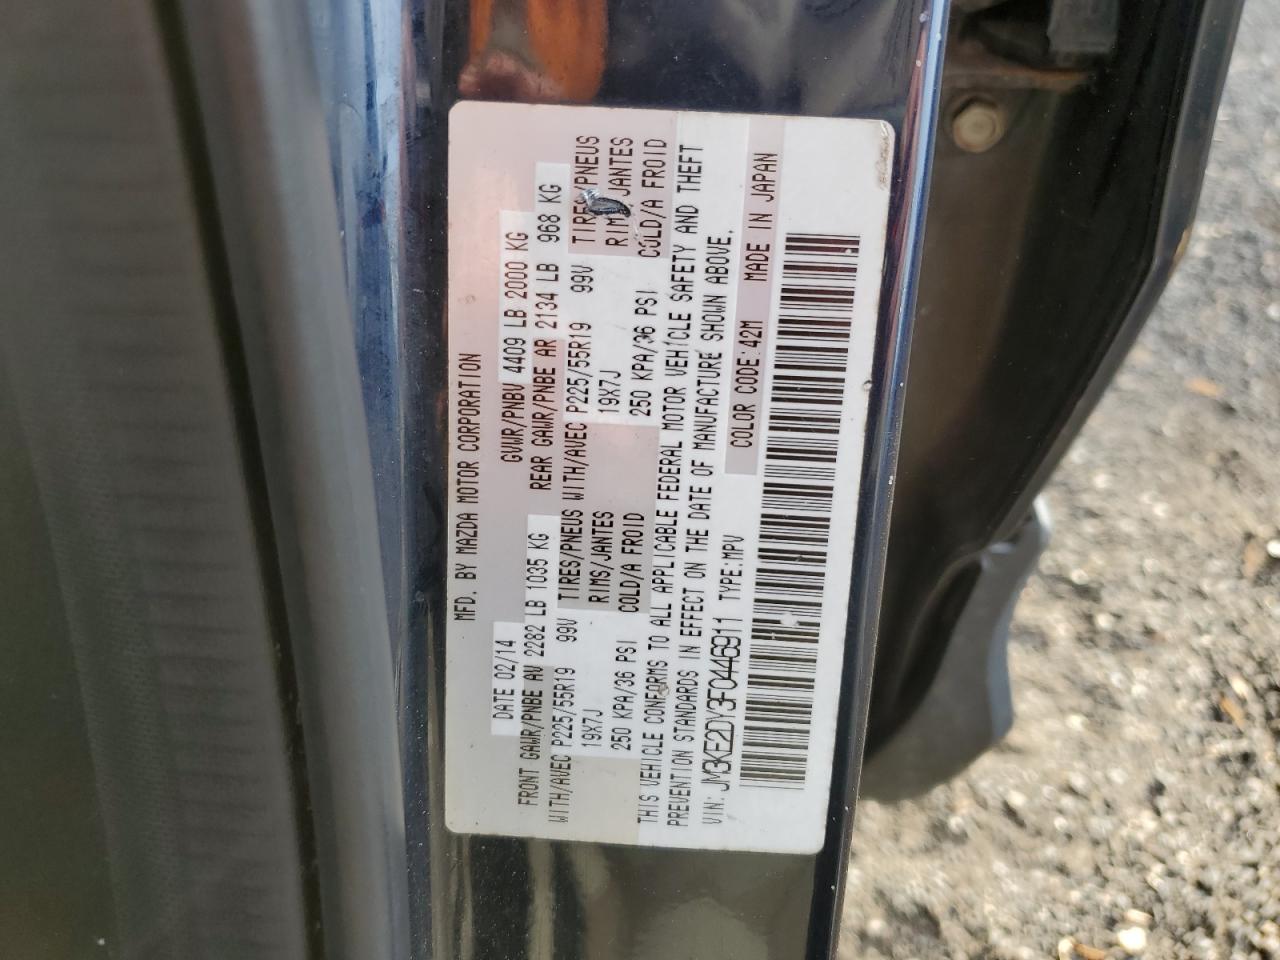 MFD. BY MAZDA MOTOR CORPORATION
DATE 02/14 GVWR/PNBV 4409 LB 2000 KG
FRONT GAWR/PNBE AV 2282 LB 1035 KG REAR GAWR/PNBE AR 2134 LB 968 KG
WITH/AVEC P225/55R19 99V TIRES/PNEUS WITH/AVEC P225/55R19 99V TIRES/PNEUS
19X7J RIMS/JANTES 19X7J RIMS/JANTES
250 KPA/36 PSI COLD/A FROID 250 KPA/36 PSI COLD/A FROID
THIS VEHICLE CONFORMS TO ALL APPLICABLE FEDERAL MOTOR VEHICLE SAFETY AND THEFT
PREVENTION STANDARDS IN EFFECT ON THE DATE OF MANUFACTURE SHOWN ABOVE.
VIN: JM3KE2DY3F0446911 TYPE:MPV COLOR CODE:42M MADE IN JAPAN